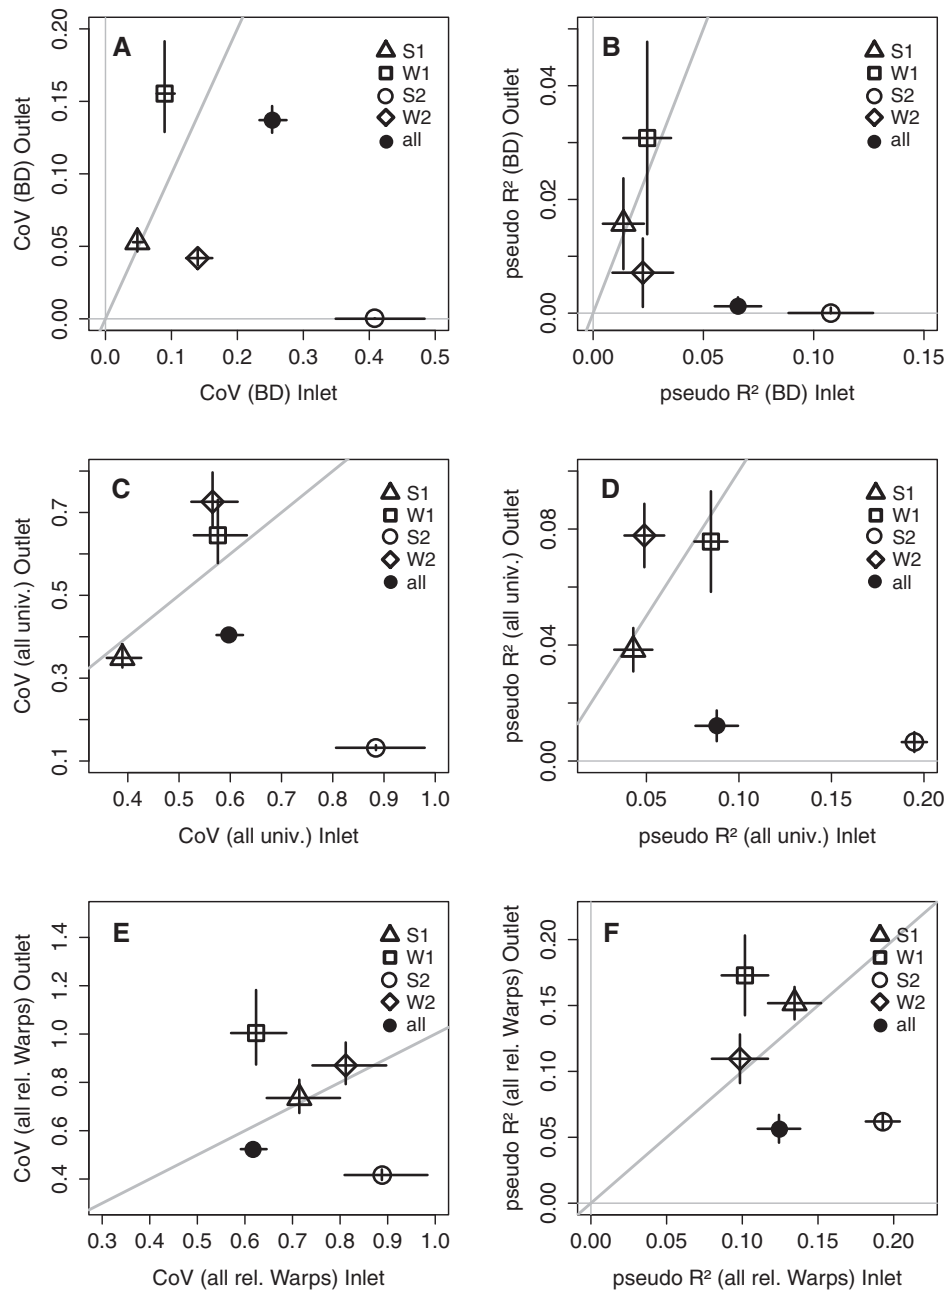 A
S1
W1
S2
W2
all
0.00
0.05
0.10
0.15
0.20
CoV (BD) Outlet
0.0 0.1 0.2 0.3 0.4 0.5
CoV (BD) Inlet
B
S1
W1
S2
W2
all
0.00
0.02
0.04
pseudo R² (BD) Outlet
0.00 0.05 0.10 0.15
pseudo R² (BD) Inlet
C
S1
W1
S2
W2
all
0.1
0.3
0.5
0.7
CoV (all univ.) Outlet
0.4 0.5 0.6 0.7 0.8 0.9 1.0
CoV (all univ.) Inlet
D
S1
W1
S2
W2
all
0.00
0.04
0.08
pseudo R² (all univ.) Outlet
0.05 0.10 0.15 0.20
pseudo R² (all univ.) Inlet
E
S1
W1
S2
W2
all
0.4
0.6
0.8
1.0
1.2
1.4
CoV (all rel. Warps) Outlet
0.3 0.4 0.5 0.6 0.7 0.8 0.9 1.0
CoV (all rel. Warps) Inlet
F
S1
W1
S2
W2
all
0.00
0.05
0.10
0.15
0.20
pseudo R² (all rel. Warps) Outlet
0.00 0.05 0.10 0.15 0.20
pseudo R² (all rel. Warps) Inlet